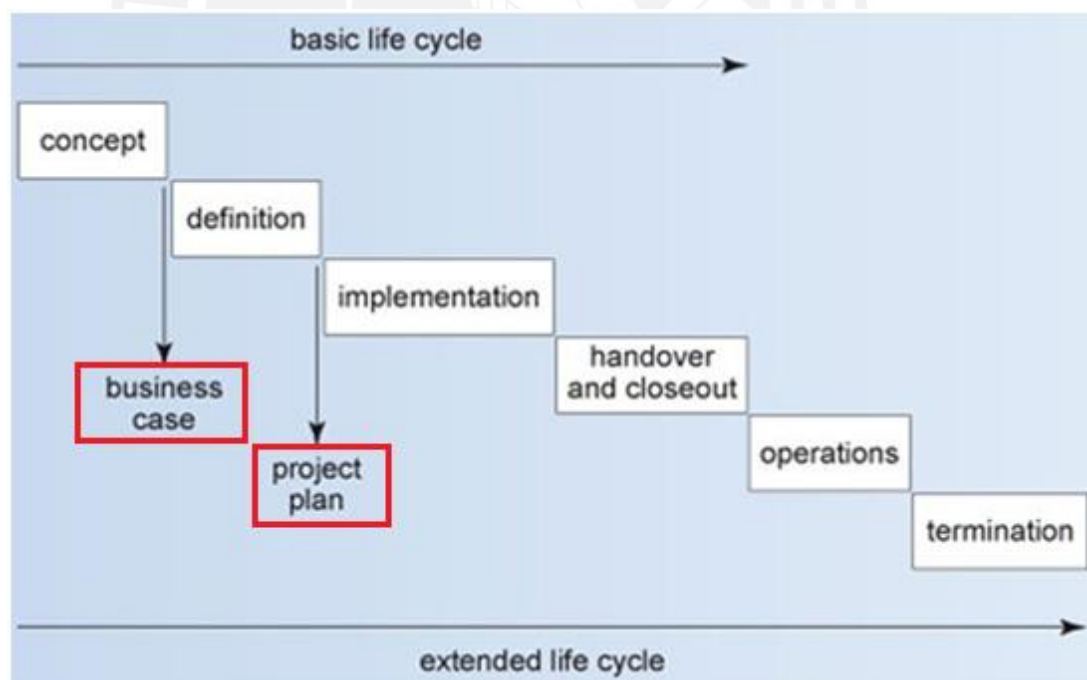 basic life cycle
concept
definition
implementation
handover
and closeout
business
case
operations
project
plan
termination
extended life cycle